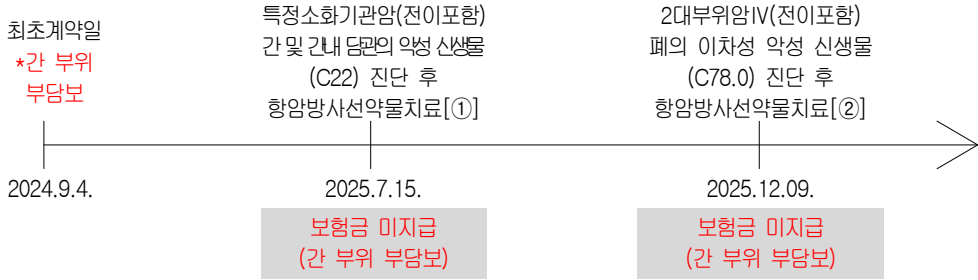 최초계약일
*간 부위
부담보
특정소화기관암(전이포함)
간 및 간내 담관의 악성 신생물
(C22) 진단 후
항암방사선약물치료[①]
2대부위암Ⅳ(전이포함)
폐의 이차성 악성 신생물
(C78.0) 진단 후
항암방사선약물치료[②]
2024.9.4.
2025.7.15.
2025.12.09.
보험금 미지급
(간 부위 부담보)
보험금 미지급
(간 부위 부담보)